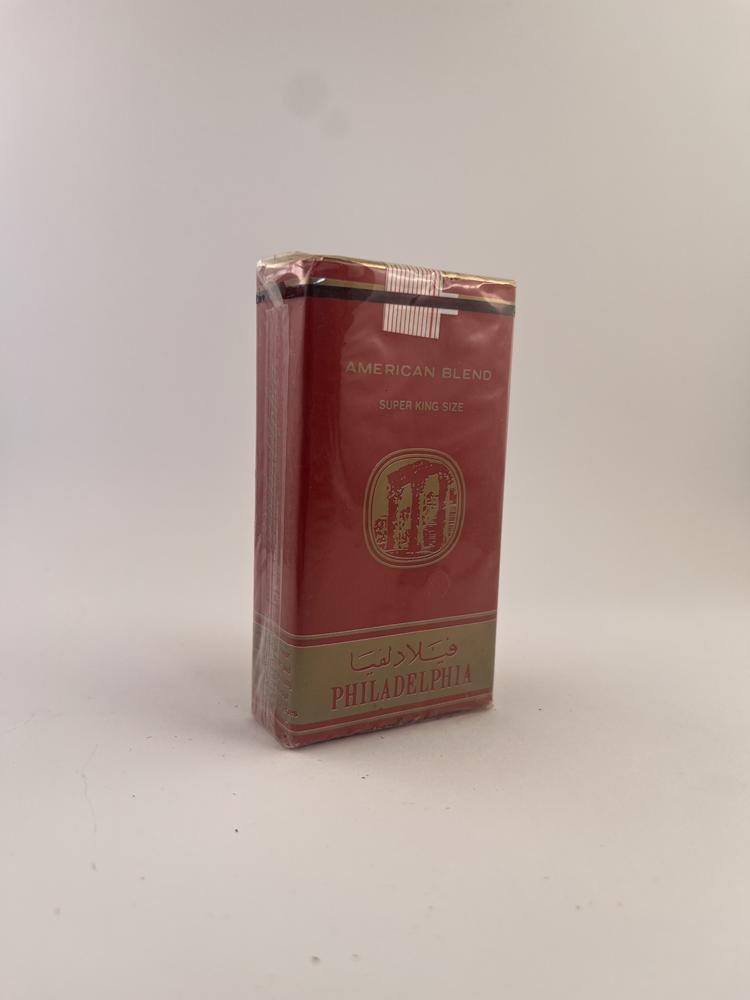 AMERICAN BLEND
SUPER KING SIZE
فيلادلفيا
PHILADELPHIA